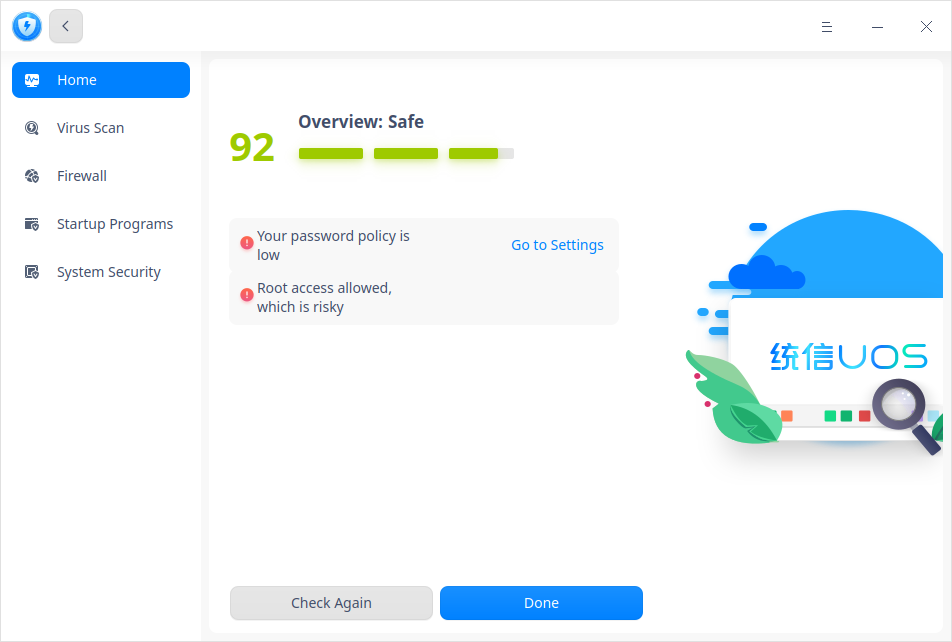 Home
Virus Scan
Firewall
Startup Programs
System Security
Overview: Safe
92
Your password policy is
low
Go to Settings
Root access allowed,
which is risky
统信UOS
Check Again
Done